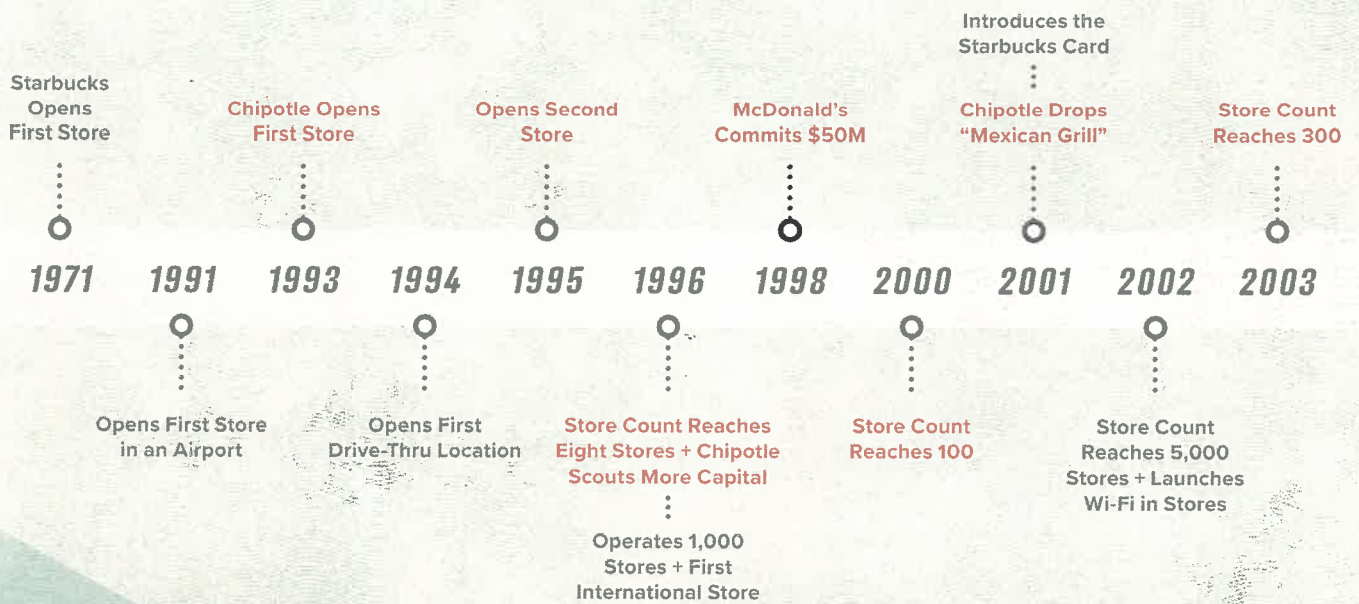 Introduces the
Starbucks Card
Starbucks
Opens
First Store
Chipotle Opens
First Store
Opens Second
Store
McDonald's
Commits $50M
Chipotle Drops
“Mexican Grill”
Store Count
Reaches 300
1971 1991 1993 1994 1995 1996 1998 2000 2001 2002 2003
Opens First Store
in an Airport
Opens First
Drive-Thru Location
Store Count Reaches
Eight Stores + Chipotle
Scouts More Capital
Operates 1,000
Stores + First
International Store
Store Count
Reaches 100
Store Count
Reaches 5,000
Stores + Launches
Wi-Fi in Stores